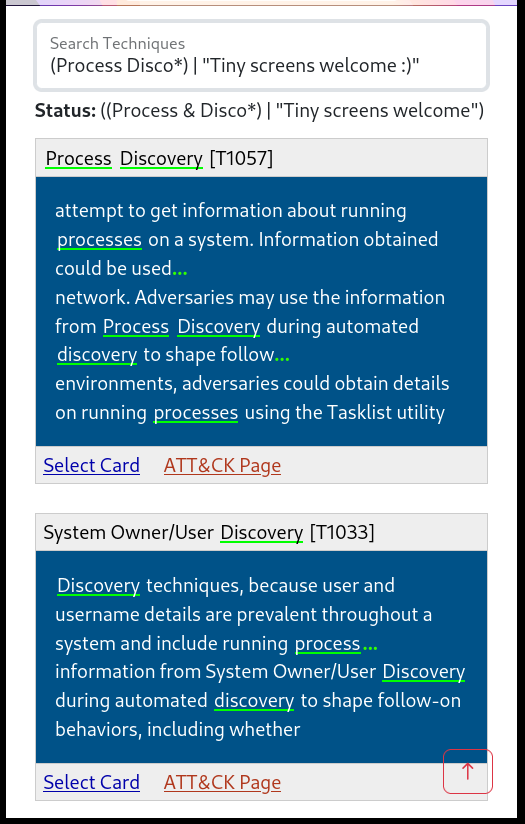 Search Techniques
(Process Disco*) | "Tiny screens welcome :)"
Status: ((Process & Disco*) | "Tiny screens welcome")
Process Discovery [T1057]
attempt to get information about running
processes on a system. Information obtained
could be used...
network. Adversaries may use the information
from Process Discovery during automated
discovery to shape follow...
environments, adversaries could obtain details
on running processes using the Tasklist utility
Select Card ATT&CK Page
System Owner/User Discovery [T1033]
Discovery techniques, because user and
username details are prevalent throughout a
system and include running process...
information from System Owner/User Discovery
during automated discovery to shape follow-on
behaviors, including whether
Select Card ATT&CK Page